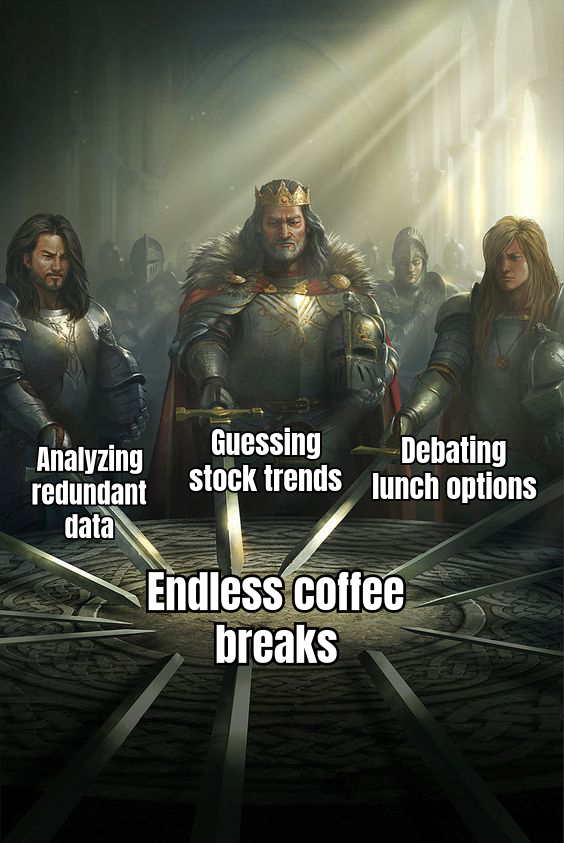 Analyzing
redundant
data
Guessing
stock trends
Debating
lunch options
Endless coffee
breaks